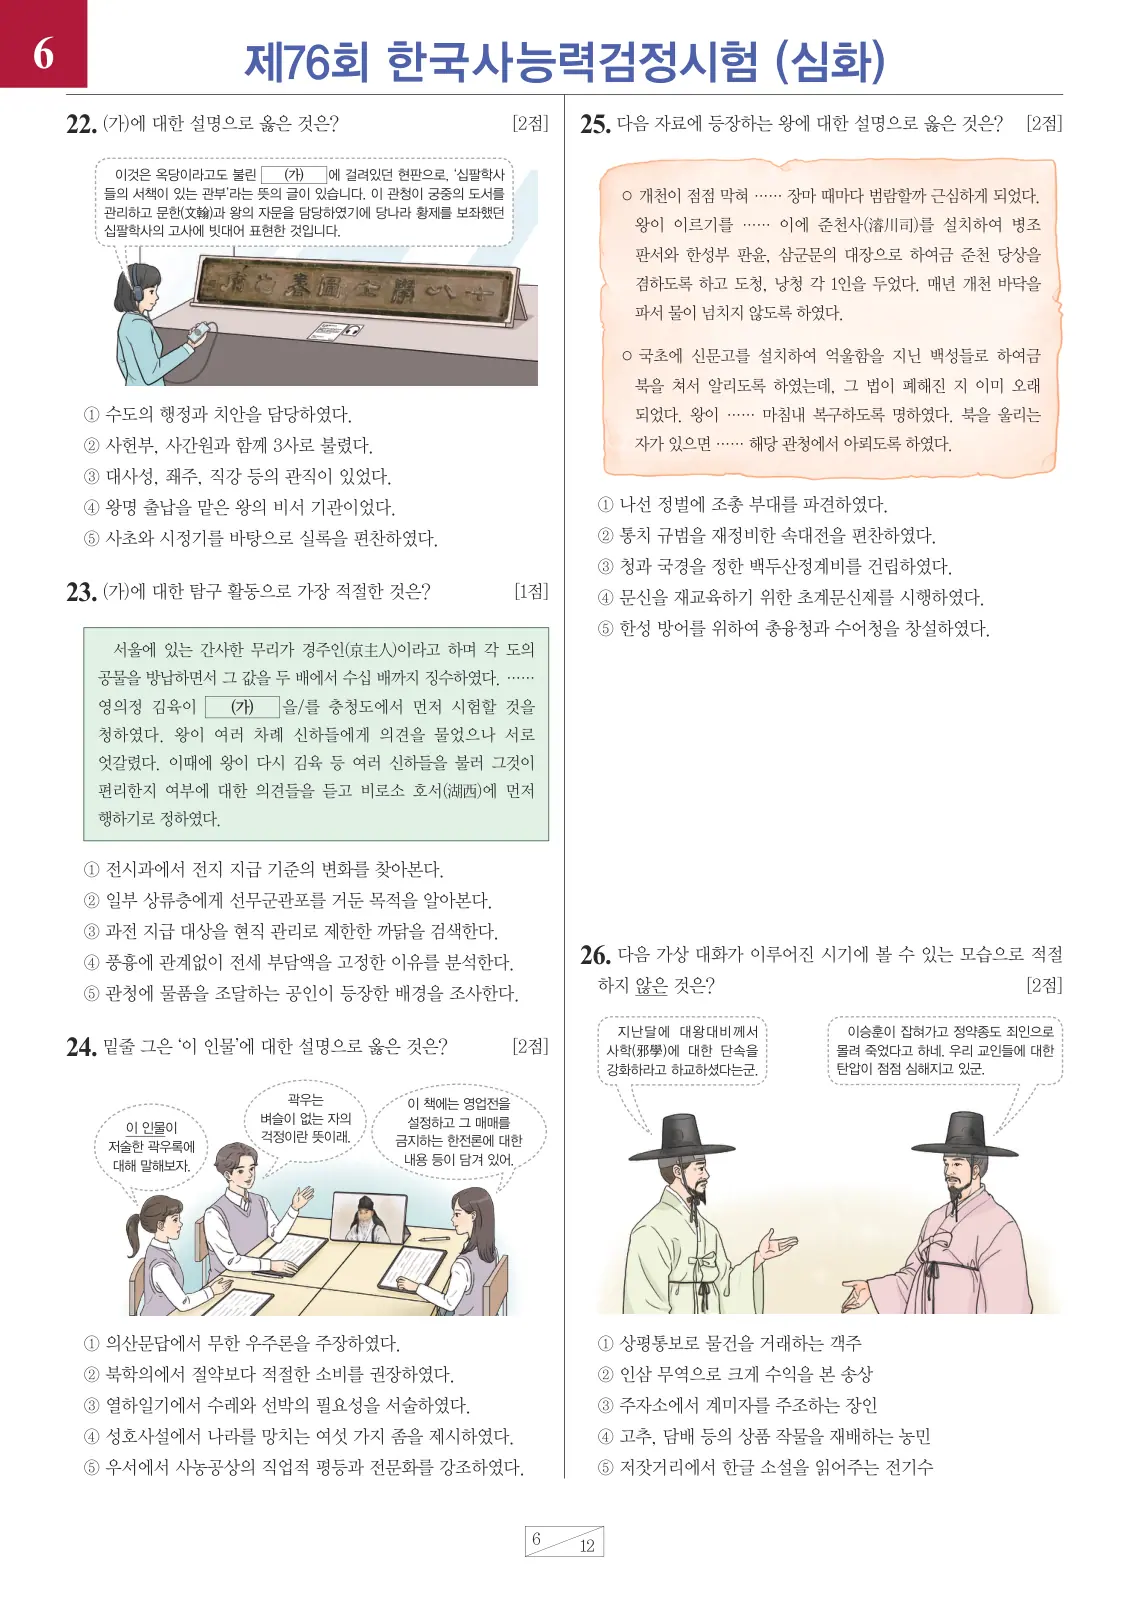 6
제76회 한국사능력검정시험 (심화)
22. (가)에 대한 설명으로 옳은 것은? [2점]
이것은 옥당이라고도 불린 (가) 에 걸려있던 현판으로, ‘십팔학사
들의 서책이 있는 관부’라는 뜻의 글이 있습니다. 이 관청이 궁중의 도서를
관리하고 문한(文翰)과 왕의 자문을 담당하였기에 당나라 황제를 보좌했던
십팔학사의 고사에 빗대어 표현한 것입니다.
① 수도의 행정과 치안을 담당하였다.
② 사헌부, 사간원과 함께 3사로 불렸다.
③ 대사성, 좨주, 직강 등의 관직이 있었다.
④ 왕명 출납을 맡은 왕의 비서 기관이었다.
⑤ 사초와 시정기를 바탕으로 실록을 편찬하였다.
23. (가)에 대한 탐구 활동으로 가장 적절한 것은? [1점]
서울에 있는 간사한 무리가 경주인(京主人)이라고 하며 각 도의
공물을 방납하면서 그 값을 두 배에서 수십 배까지 징수하였다. ……
영의정 김육이 (가) 을/를 충청도에서 먼저 시험할 것을
청하였다. 왕이 여러 차례 신하들에게 의견을 물었으나 서로
엇갈렸다. 이때에 왕이 다시 김육 등 여러 신하들을 불러 그것이
편리한지 여부에 대한 의견들을 듣고 비로소 호서(湖西)에 먼저
행하기로 정하였다.
① 전시과에서 전지 지급 기준의 변화를 찾아본다.
② 일부 상류층에게 선무군관포를 거둔 목적을 알아본다.
③ 과전 지급 대상을 현직 관리로 제한한 까닭을 검색한다.
④ 풍흉에 관계없이 전세 부담액을 고정한 이유를 분석한다.
⑤ 관청에 물품을 조달하는 공인이 등장한 배경을 조사한다.
24. 밑줄 그은 ‘이 인물’에 대한 설명으로 옳은 것은? [2점]
이 인물이
저술한 곽우록에
대해 말해보자.
곽우는
벼슬이 없는 자의
걱정이란 뜻이래.
이 책에는 영업전을
설정하고 그 매매를
금지하는 한전론에 대한
내용 등이 담겨 있어.
① 의산문답에서 무한 우주론을 주장하였다.
② 북학의에서 절약보다 적절한 소비를 권장하였다.
③ 열하일기에서 수레와 선박의 필요성을 서술하였다.
④ 성호사설에서 나라를 망치는 여섯 가지 좀을 제시하였다.
⑤ 우서에서 사농공상의 직업적 평등과 전문화를 강조하였다.
25. 다음 자료에 등장하는 왕에 대한 설명으로 옳은 것은? [2점]
○ 개천이 점점 막혀 …… 장마 때마다 범람할까 근심하게 되었다.
왕이 이르기를 …… 이에 준천사(濬川司)를 설치하여 병조
판서와 한성부 판윤, 삼군문의 대장으로 하여금 준천 당상을
겸하도록 하고 도청, 낭청 각 1인을 두었다. 매년 개천 바닥을
파서 물이 넘치지 않도록 하였다.
○ 국초에 신문고를 설치하여 억울함을 지닌 백성들로 하여금
북을 쳐서 알리도록 하였는데, 그 법이 폐해진 지 이미 오래
되었다. 왕이 …… 마침내 복구하도록 명하였다. 북을 울리는
자가 있으면 …… 해당 관청에서 아뢰도록 하였다.
① 나선 정벌에 조총 부대를 파견하였다.
② 통치 규범을 재정비한 속대전을 편찬하였다.
③ 청과 국경을 정한 백두산정계비를 건립하였다.
④ 문신을 재교육하기 위한 초계문신제를 시행하였다.
⑤ 한성 방어를 위하여 총융청과 수어청을 창설하였다.
26. 다음 가상 대화가 이루어진 시기에 볼 수 있는 모습으로 적절
하지 않은 것은? [2점]
지난달에 대왕대비께서
사학(邪學)에 대한 단속을
강화하라고 하교하셨다는군.
이승훈이 잡혀가고 정약종도 죄인으로
몰려 죽었다고 하네. 우리 교인들에 대한
탄압이 점점 심해지고 있군.
① 상평통보로 물건을 거래하는 객주
② 인삼 무역으로 크게 수익을 본 송상
③ 주자소에서 계미자를 주조하는 장인
④ 고추, 담배 등의 상품 작물을 재배하는 농민
⑤ 저잣거리에서 한글 소설을 읽어주는 전기수
6
12